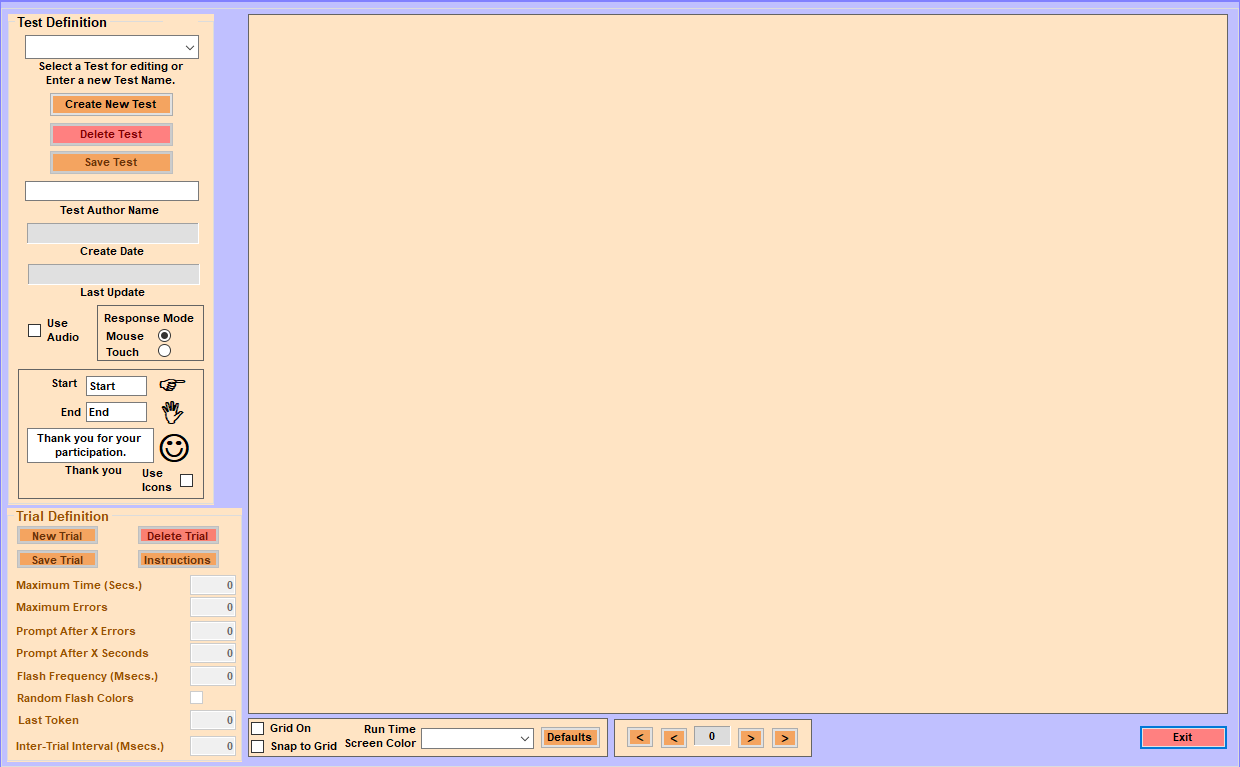 Test Definition
Select a Test for editing or
Enter a new Test Name.
Create New Test
Delete Test
Save Test
Test Author Name
Create Date
Last Update
Use
Audio
Response Mode
Mouse
Touch
Start Start
End End
Thank you for your
participation.
Thank you
Use
Icons
Trial Definition
New Trial Delete Trial
Save Trial Instructions
Maximum Time (Secs.) 0
Maximum Errors 0
Prompt After X Errors 0
Prompt After X Seconds 0
Flash Frequency (Msecs.) 0
Random Flash Colors
Last Token 0
Inter-Trial Interval (Msecs.) 0
Grid On
Snap to Grid
Run Time
Screen Color
Defaults
< < 0 > >
Exit